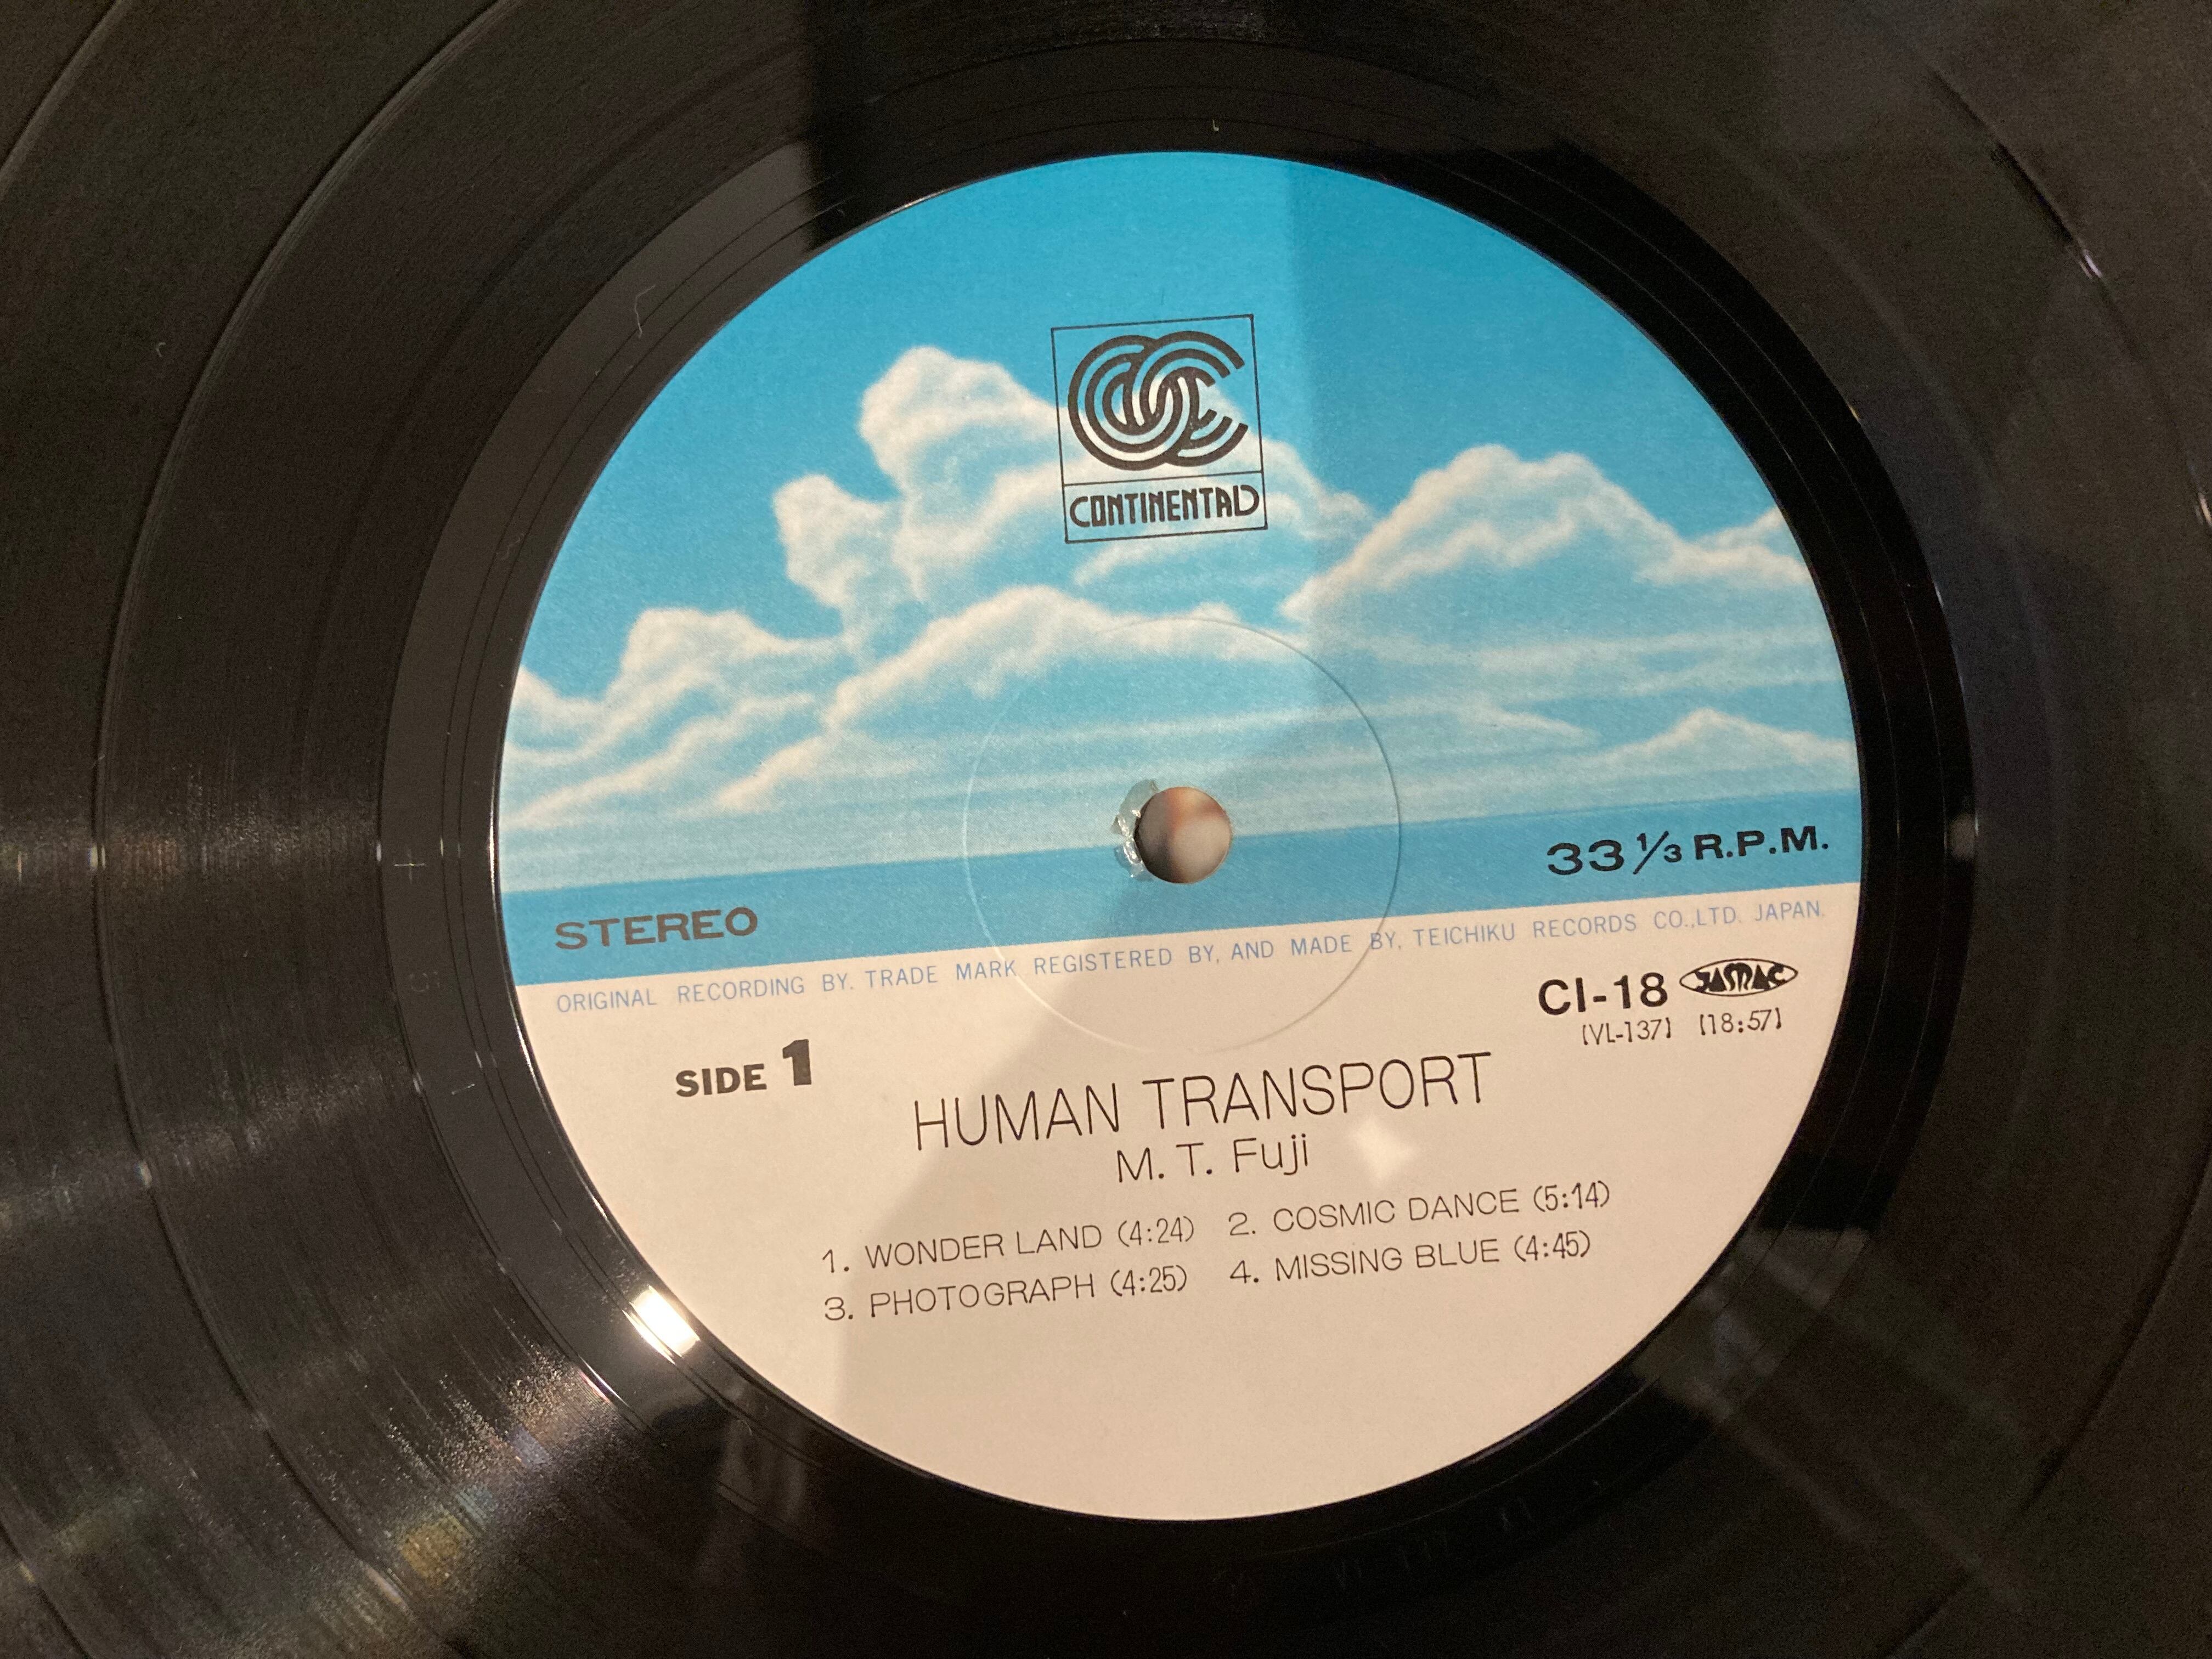 CONTINENTAL
33 1/3 R.P.M.
STEREO
ORIGINAL RECORDING BY. TRADE MARK REGISTERED BY, AND MADE BY, TEICHIKU RECORDS CO.,LTD. JAPAN.
CI-18 JASRAC
[VL-137] [18:57]
SIDE 1
HUMAN TRANSPORT
M. T. Fuji
1. WONDER LAND (4:24) 2. COSMIC DANCE (5:14)
3. PHOTOGRAPH (4:25) 4. MISSING BLUE (4:45)